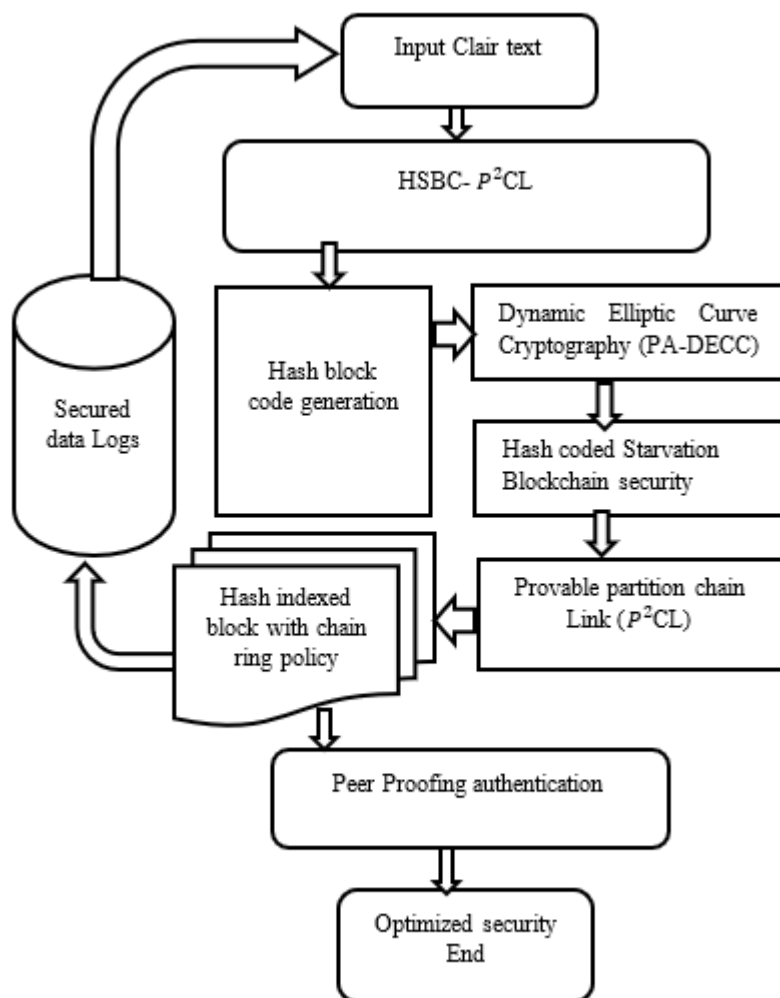 Input Clair text
HSBC- P²CL
Hash block
code generation
Dynamic Elliptic Curve
Cryptography (PA-DECC)
Secured
data Logs
Hash coded Starvation
Blockchain security
Provable partition chain
Link (P²CL)
Hash indexed
block with chain
ring policy
Peer Proofing authentication
Optimized security
End